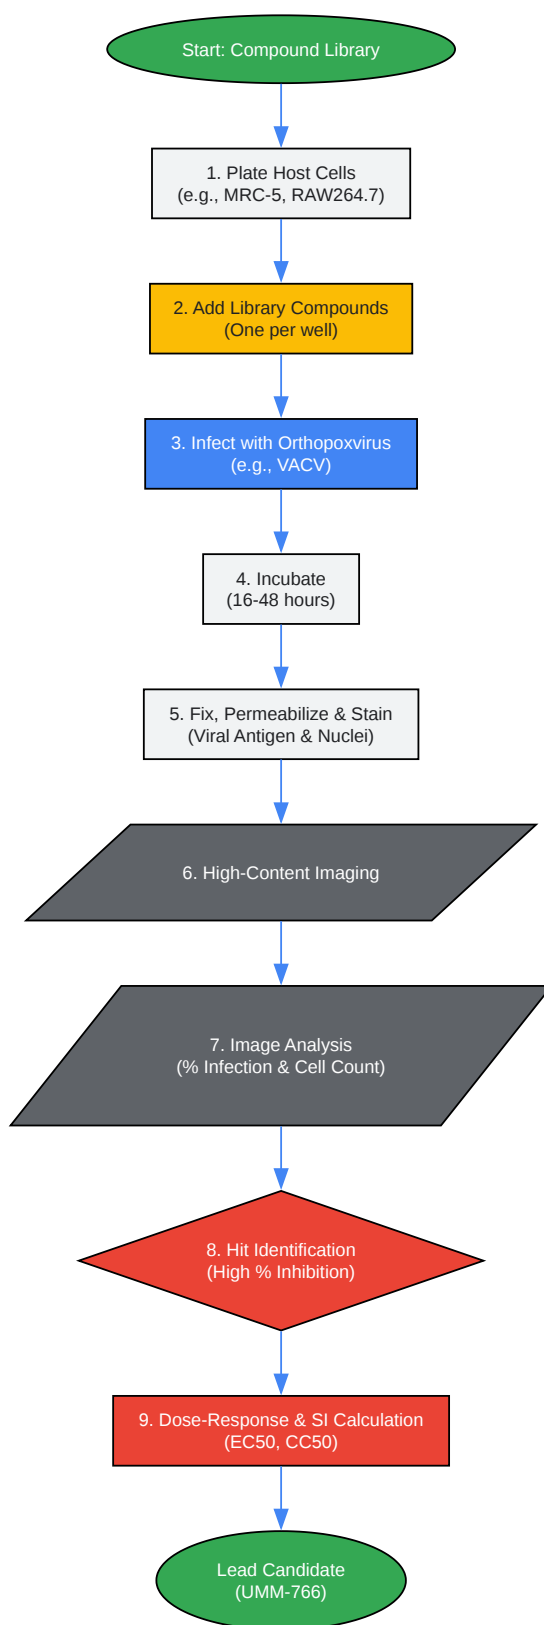 Start: Compound Library
1. Plate Host Cells
(e.g., MRC-5, RAW264.7)
2. Add Library Compounds
(One per well)
3. Infect with Orthopoxvirus
(e.g., VACV)
4. Incubate
(16-48 hours)
5. Fix, Permeabilize & Stain
(Viral Antigen & Nuclei)
6. High-Content Imaging
7. Image Analysis
(% Infection & Cell Count)
8. Hit Identification
(High % Inhibition)
9. Dose-Response & SI Calculation
(EC50, CC50)
Lead Candidate
(UMM-766)